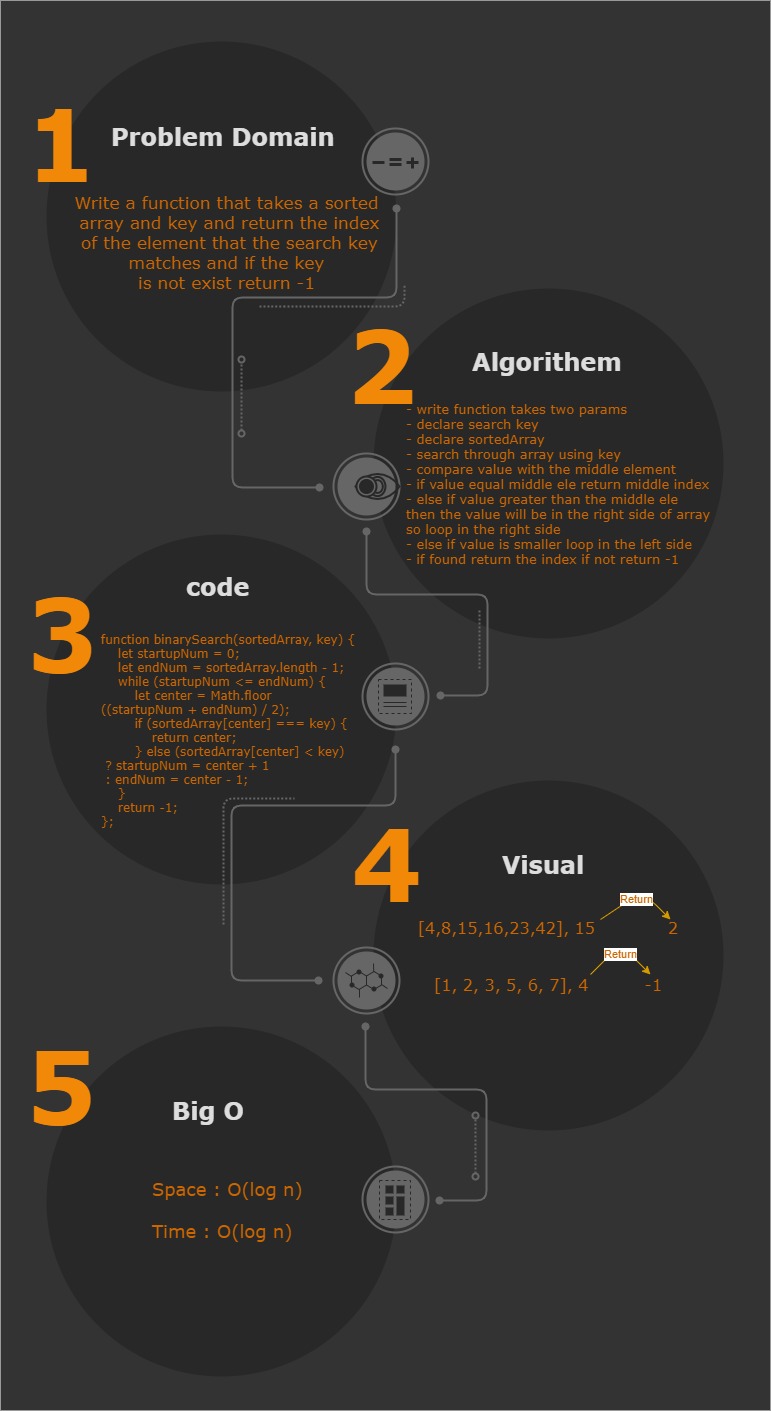 1
Problem Domain
Write a function that takes a sorted
array and key and return the index
of the element that the search key
matches and if the key
is not exist return -1
2
Algorithem
- write function takes two params
- declare search key
- declare sortedArray
- search through array using key
- compare value with the middle element
- if value equal middle ele return middle index
- else if value greater than the middle ele
then the value will be in the right side of array
so loop in the right side
- else if value is smaller loop in the left side
- if found return the index if not return -1
3
code
function binarySearch(sortedArray, key) {
let startupNum = 0;
let endNum = sortedArray.length - 1;
while (startupNum <= endNum) {
let center = Math.floor
((startupNum + endNum) / 2);
if (sortedArray[center] === key) {
return center;
} else (sortedArray[center] < key)
? startupNum = center + 1
: endNum = center - 1;
}
return -1;
};
4
Visual
Return
[4,8,15,16,23,42], 15 2
Return
[1, 2, 3, 5, 6, 7], 4 -1
5
Big O
Space : O(log n)
Time : O(log n)